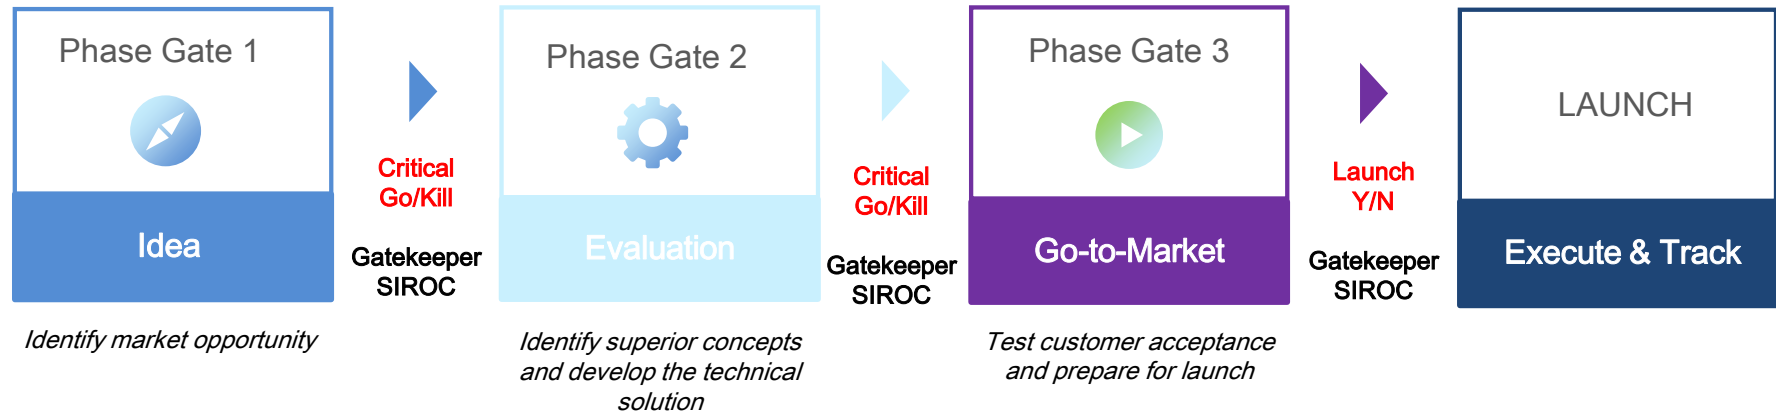 Phase Gate 1
Idea
Identify market opportunity
Critical
Go/Kill
Gatekeeper
SIROC
Phase Gate 2
Evaluation
Identify superior concepts
and develop the technical
solution
Critical
Go/Kill
Gatekeeper
SIROC
Phase Gate 3
Go-to-Market
Test customer acceptance
and prepare for launch
Launch
Y/N
Gatekeeper
SIROC
LAUNCH
Execute & Track